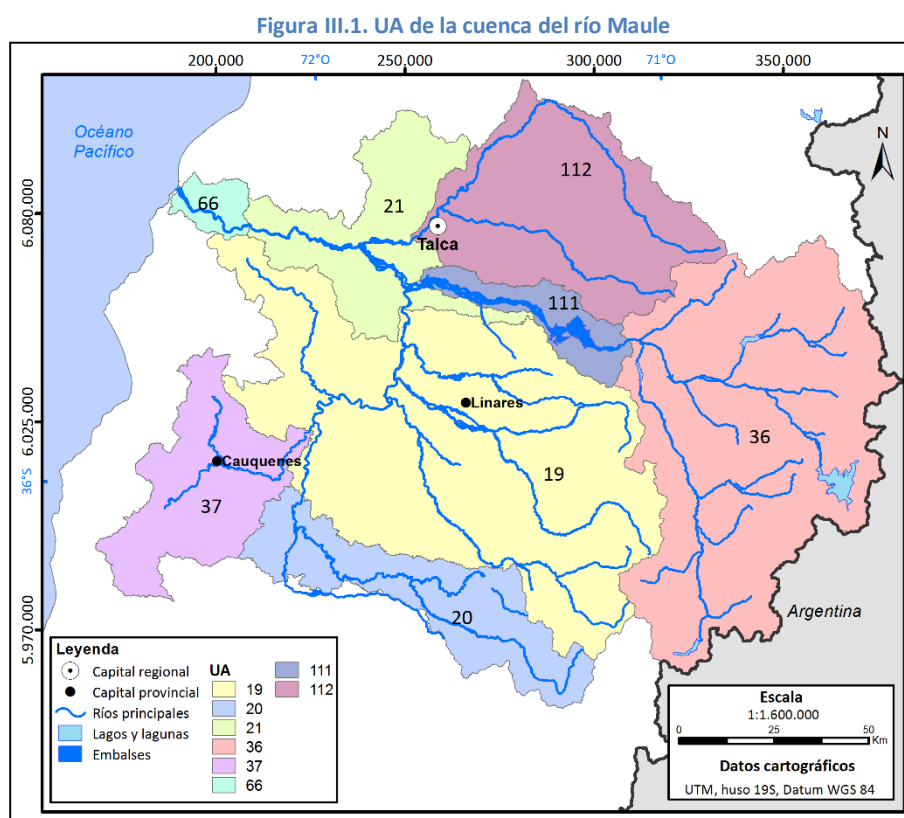 Figura III.1. UA de la cuenca del río Maule
200.000
72°O
250.000
300.000
71°O
350.000
Océano
Pacífico
N
112
66
21
6.080.000
Talca
111
Linares
6.025.000
36
Cauquenes
19
36°S
37
5.970.000
20
Argentina
Leyenda
Capital regional
Capital provincial
Ríos principales
Lagos y lagunas
Embalses
UA
19
20
21
36
37
66
111
112
Escala
1:1.600.000
0 25 50
Km
Datos cartográficos
UTM, huso 19S, Datum WGS 84